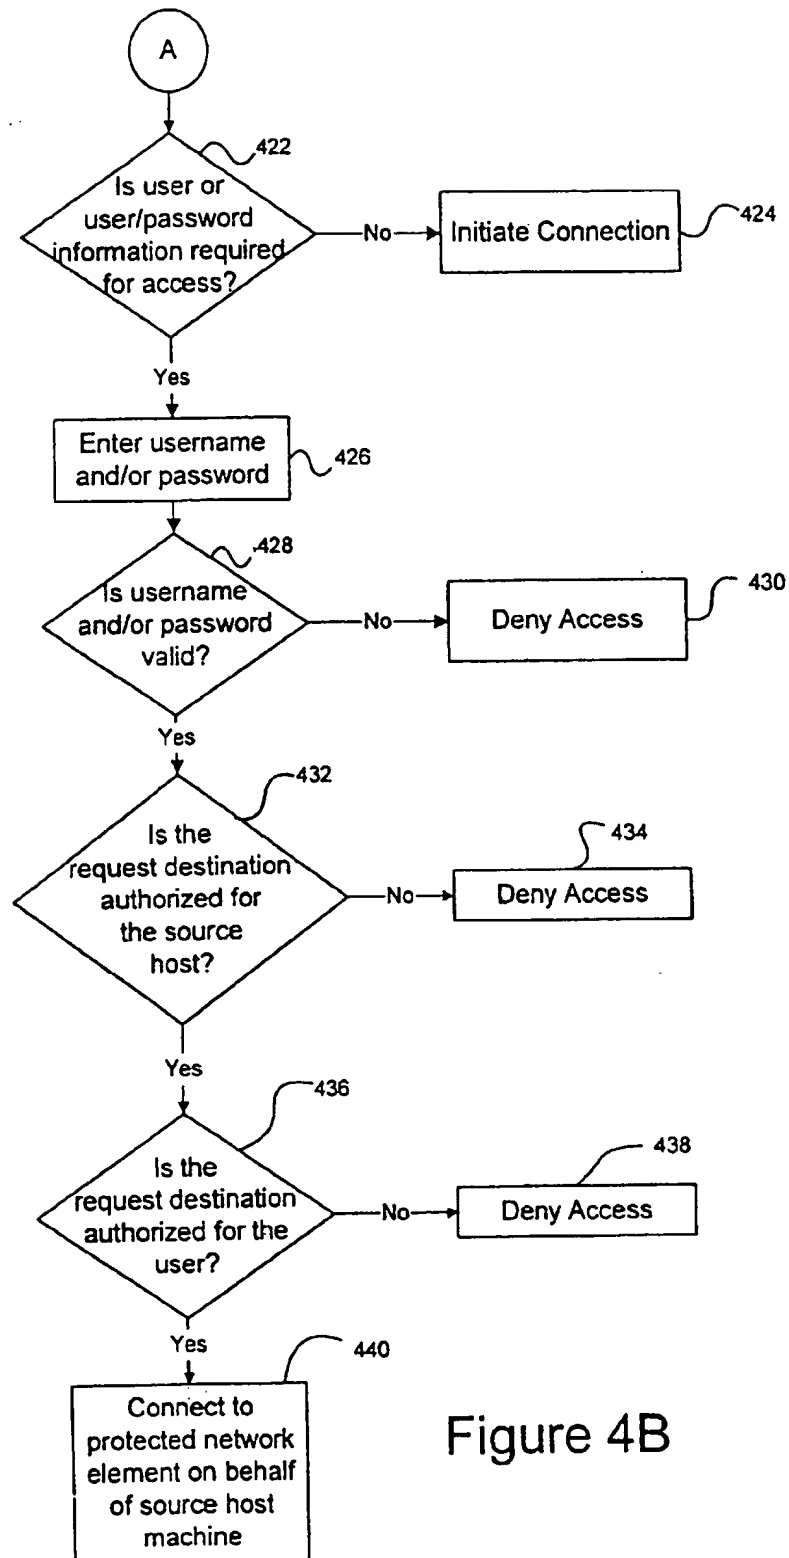 A
422
Is user or
user/password
information required
for access?
No
Initiate Connection
424
Yes
Enter username
and/or password
426
428
Is username
and/or password
valid?
No
Deny Access
430
Yes
432
Is the
request destination
authorized for
the source
host?
No
434
Deny Access
Yes
436
Is the
request destination
authorized for the
user?
No
438
Deny Access
Yes
440
Connect to
protected network
element on behalf
of source host
machine
Figure 4B